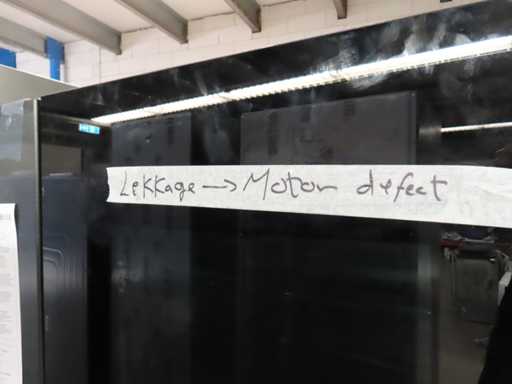 Lekkage → Motor defect